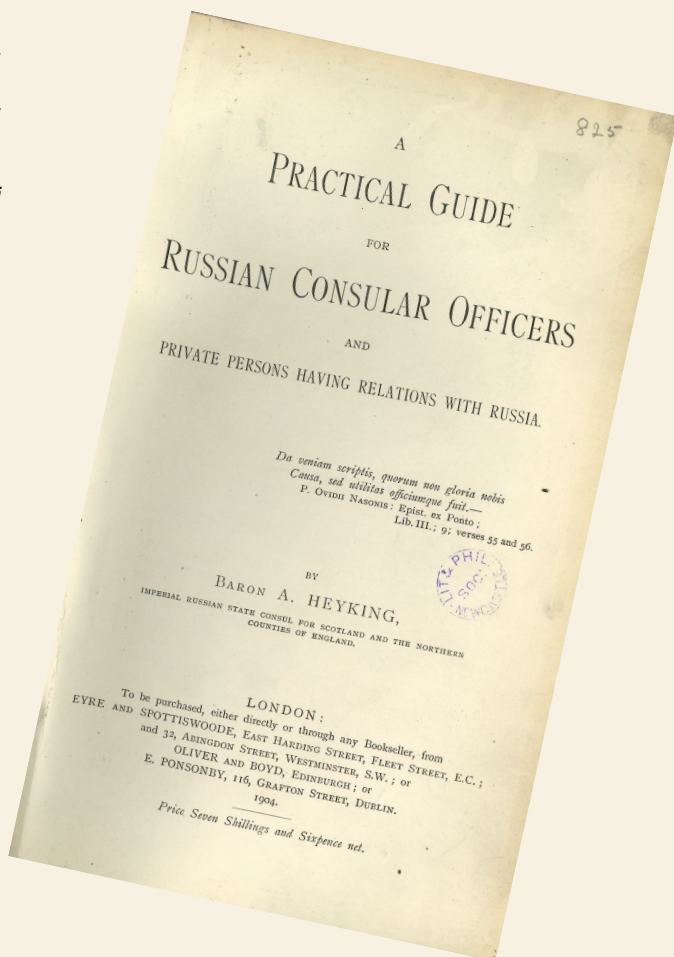 825
A
PRACTICAL GUIDE
FOR
RUSSIAN CONSULAR OFFICERS
AND
PRIVATE PERSONS HAVING RELATIONS WITH RUSSIA.
Da veniam scriptis, quorum non gloria nobis
Causa, sed utilitas officiumque fuit.—
P. OVIDII NASONIS: Epist. ex Ponto;
Lib. III.; 9; verses 55 and 56.
LIT & PHIL. SOC. NEWCASTLE
BY
BARON A. HEYKING,
IMPERIAL RUSSIAN STATE CONSUL FOR SCOTLAND AND THE NORTHERN
COUNTIES OF ENGLAND.
LONDON:
To be purchased, either directly or through any Bookseller, from
EYRE AND SPOTTISWOODE, EAST HARDING STREET, FLEET STREET, E.C.;
and 32, ABINGDON STREET, WESTMINSTER, S.W.; or
OLIVER AND BOYD, EDINBURGH; or
E. PONSONBY, 116, GRAFTON STREET, DUBLIN.
1904.
Price Seven Shillings and Sixpence net.